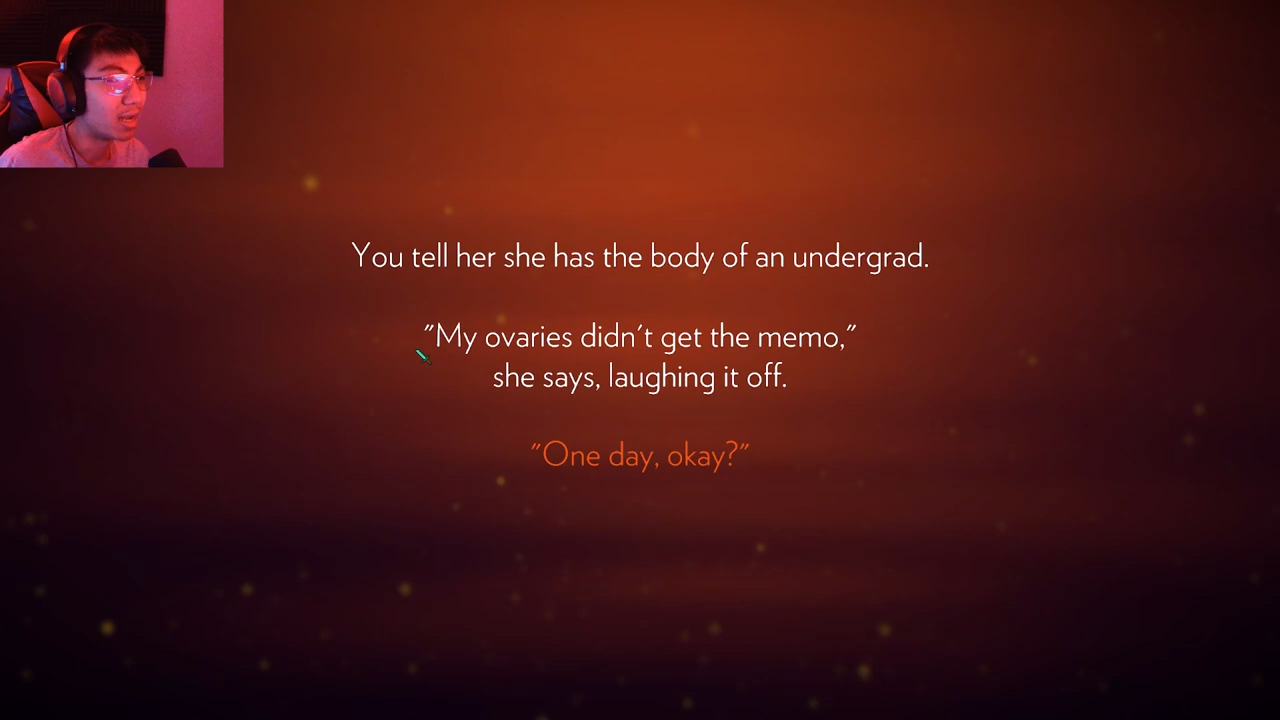 You tell her she has the body of an undergrad.
"My ovaries didn't get the memo,"
she says, laughing it off.
"One day, okay?"